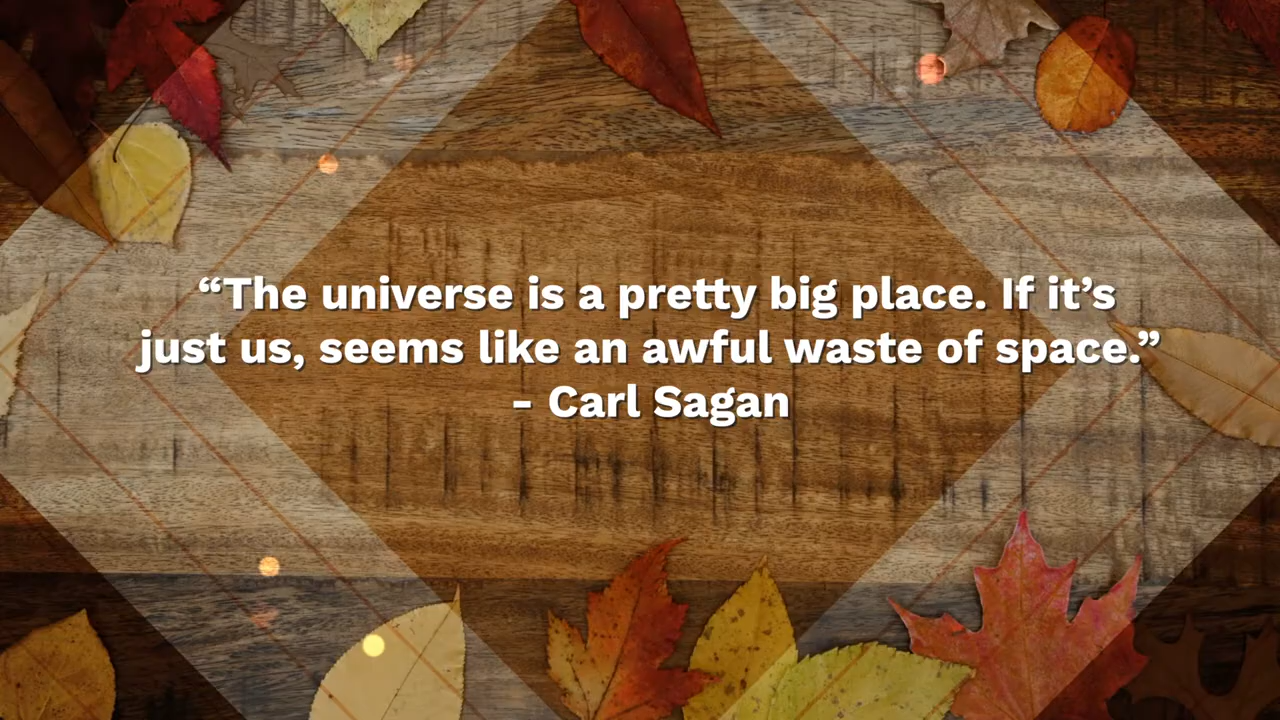 “The universe is a pretty big place. If it’s
just us, seems like an awful waste of space.”
- Carl Sagan